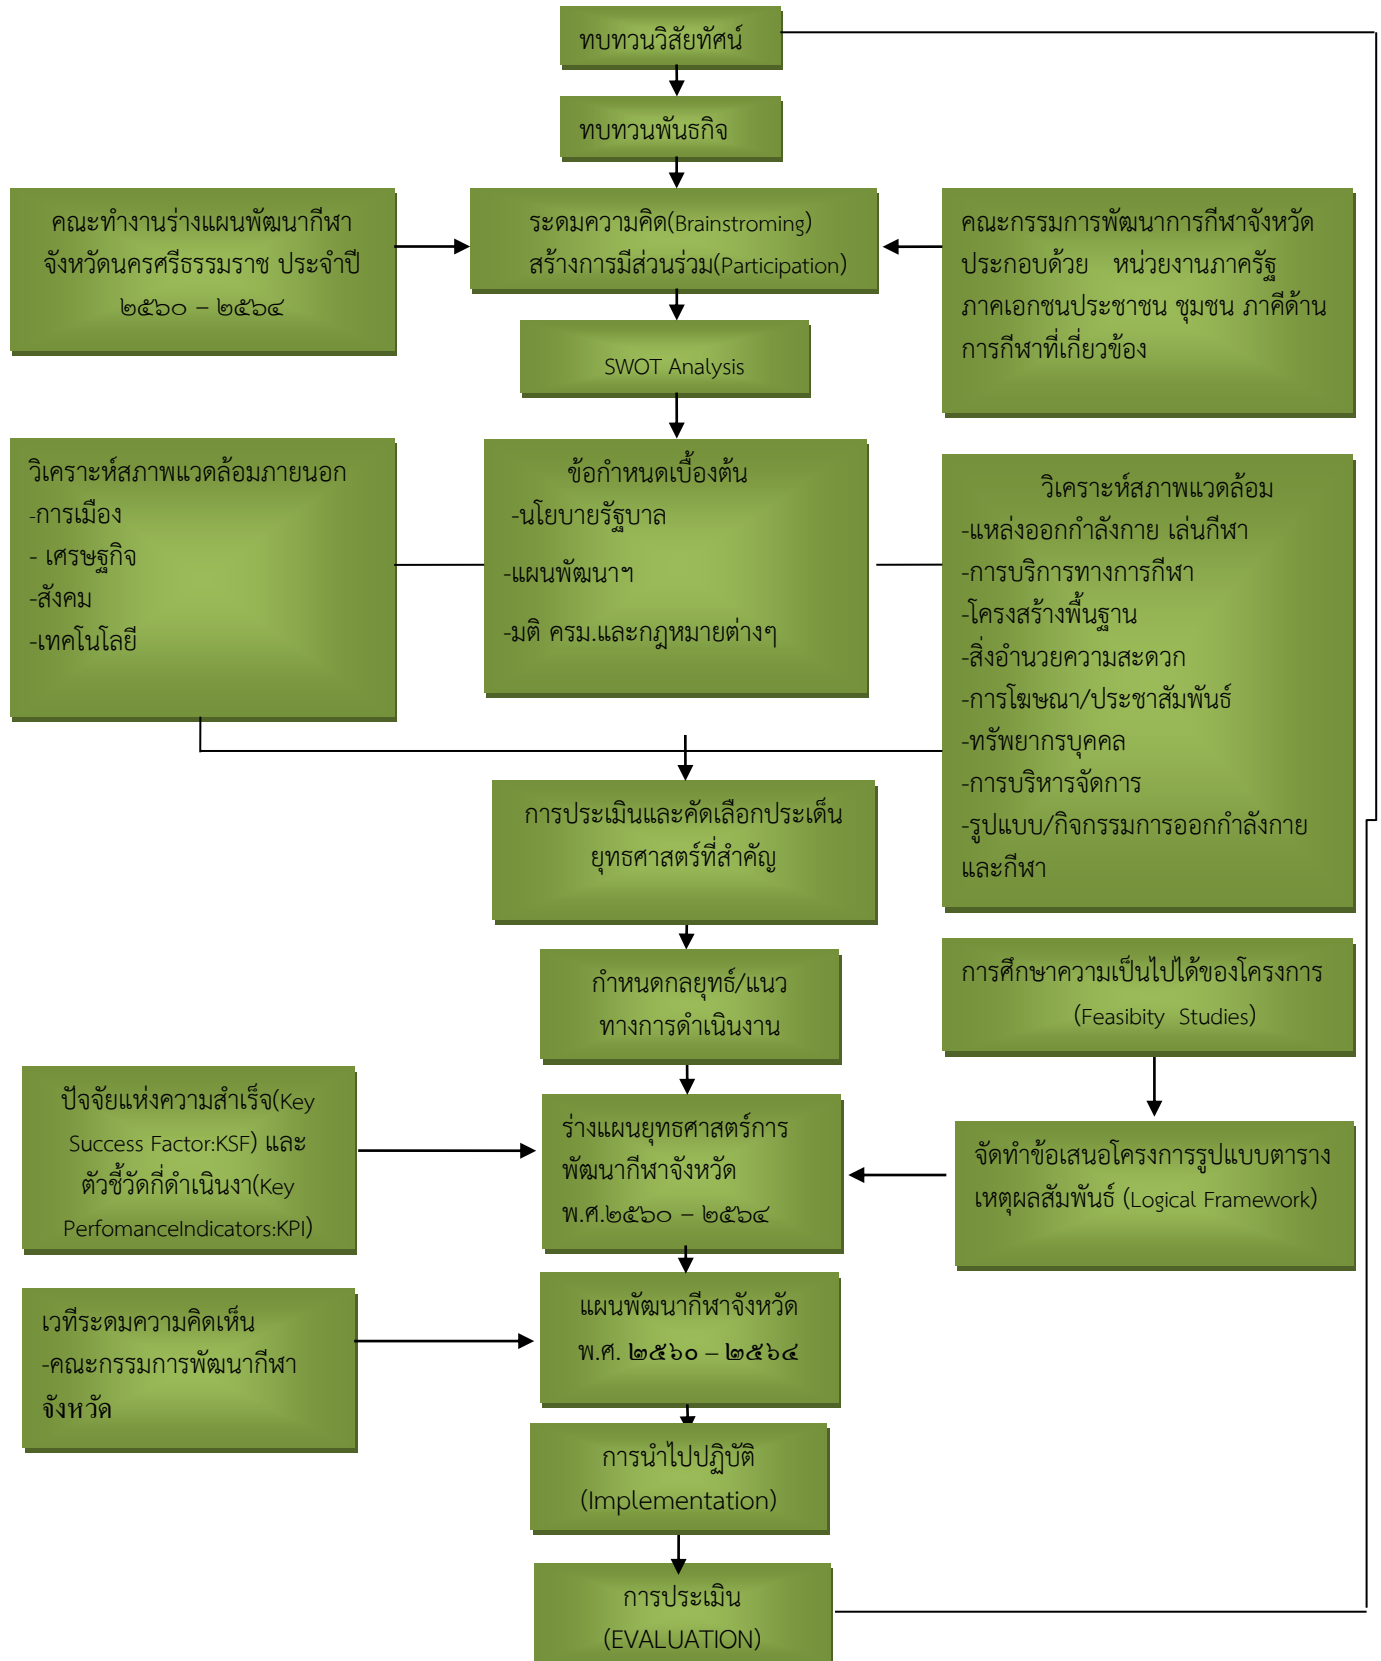 ทบทวนวิสัยทัศน์
ทบทวนพันธกิจ
คณะทำงานร่างแผนพัฒนากีฬา
จังหวัดนครศรีธรรมราช ประจำปี
๒๕๖๐ – ๒๕๖๔
ระดมความคิด(Brainstroming)
สร้างการมีส่วนร่วม(Participation)
คณะกรรมการพัฒนาการกีฬาจังหวัด
ประกอบด้วย หน่วยงานภาครัฐ
ภาคเอกชนประชาชน ชุมชน ภาคีด้าน
การกีฬาที่เกี่ยวข้อง
SWOT Analysis
วิเคราะห์สภาพแวดล้อมภายนอก
-การเมือง
- เศรษฐกิจ
-สังคม
-เทคโนโลยี
ข้อกำหนดเบื้องต้น
-นโยบายรัฐบาล
-แผนพัฒนาฯ
-มติ ครม.และกฎหมายต่างๆ
วิเคราะห์สภาพแวดล้อม
-แหล่งออกกำลังกาย เล่นกีฬา
-การบริการทางการกีฬา
-โครงสร้างพื้นฐาน
-สิ่งอำนวยความสะดวก
-การโฆษณา/ประชาสัมพันธ์
-ทรัพยากรบุคคล
-การบริหารจัดการ
-รูปแบบ/กิจกรรมการออกกำลังกาย
และกีฬา
การประเมินและคัดเลือกประเด็น
ยุทธศาสตร์ที่สำคัญ
กำหนดกลยุทธ์/แนว
ทางการดำเนินงาน
การศึกษาความเป็นไปได้ของโครงการ
(Feasibity Studies)
ปัจจัยแห่งความสำเร็จ(Key
Success Factor:KSF) และ
ตัวชี้วัดกี่ดำเนินงา(Key
PerfomanceIndicators:KPI)
ร่างแผนยุทธศาสตร์การ
พัฒนากีฬาจังหวัด
พ.ศ.๒๕๖๐ – ๒๕๖๔
จัดทำข้อเสนอโครงการรูปแบบตาราง
เหตุผลสัมพันธ์ (Logical Framework)
เวทีระดมความคิดเห็น
-คณะกรรมการพัฒนากีฬา
จังหวัด
แผนพัฒนากีฬาจังหวัด
พ.ศ. ๒๕๖๐ – ๒๕๖๔
การนำไปปฏิบัติ
(Implementation)
การประเมิน
(EVALUATION)